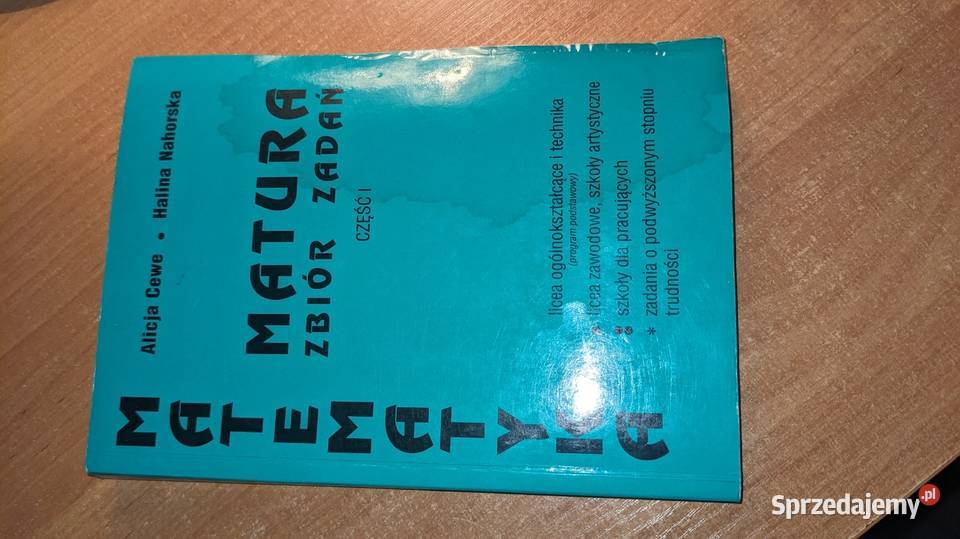 Alicja Cewe • Halina Nahorska
MATEMATYKA
MATURA
ZBIÓR ZADAŃ
CZĘŚĆ I
licea ogólnokształcące i technika
(program podstawowy)
licea zawodowe, szkoły artystyczne
szkoły dla pracujących
* zadania o podwyższonym stopniu
trudności
Sprzedajemy.pl